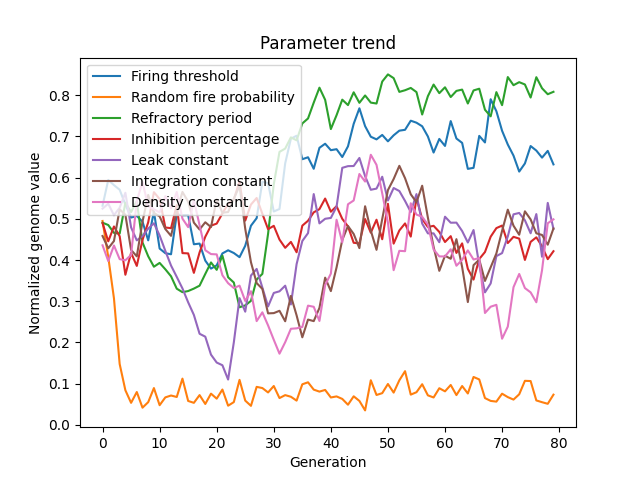 Parameter trend
Firing threshold
Random fire probability
Refractory period
Inhibition percentage
Leak constant
Integration constant
Density constant
Normalized genome value
0.8
0.7
0.6
0.5
0.4
0.3
0.2
0.1
0.0
0 10 20 30 40 50 60 70 80
Generation